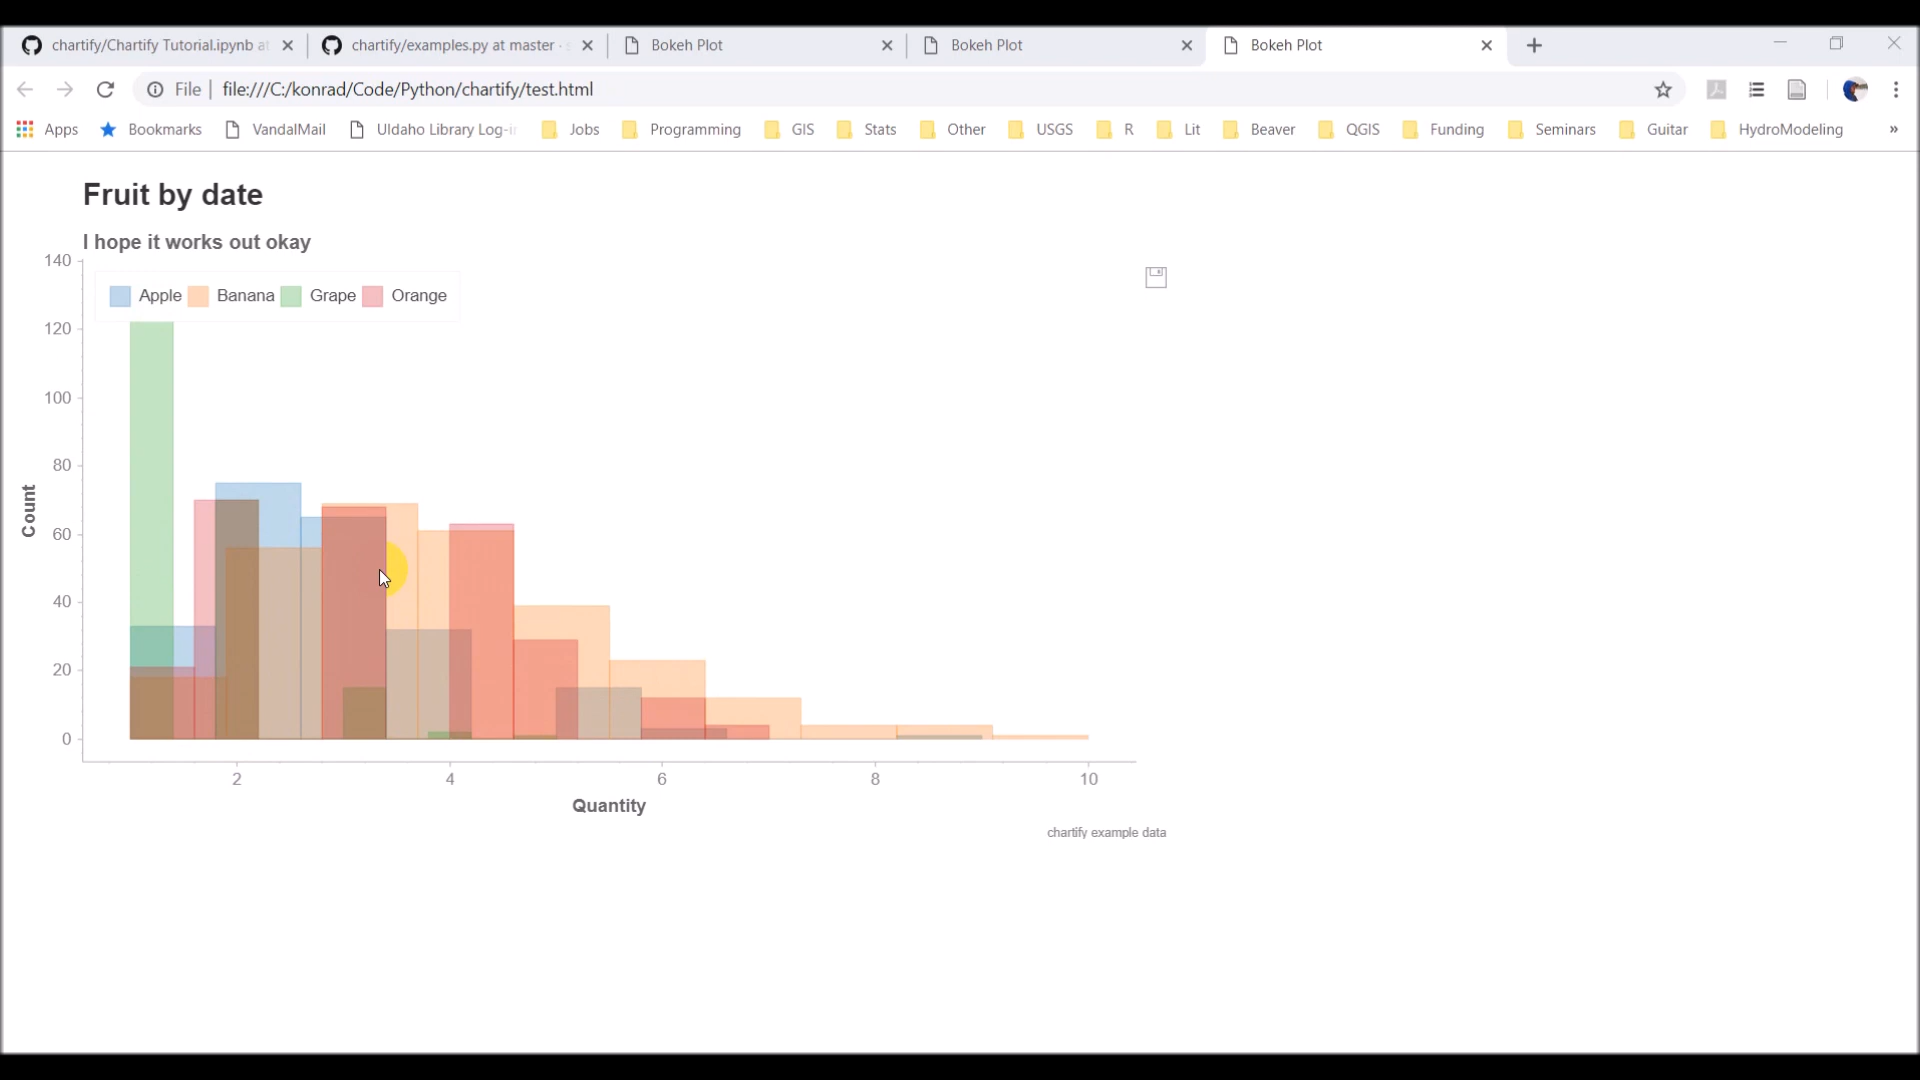 chartify/Chartify Tutorial.ipynb at
chartify/examples.py at master ·
Bokeh Plot
Bokeh Plot
Bokeh Plot
File | file:///C:/konrad/Code/Python/chartify/test.html
Apps Bookmarks VandalMail UIdaho Library Log-i Jobs Programming GIS Stats Other USGS R Lit Beaver QGIS Funding Seminars Guitar HydroModeling »
Fruit by date
I hope it works out okay
Apple Banana Grape Orange
140
120
100
80
60
40
20
0
Count
2 4 6 8 10
Quantity
chartify example data